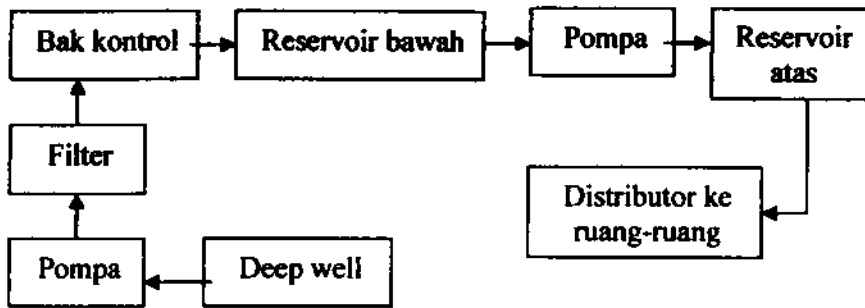 Bak kontrol
Reservoir bawah
Pompa
Reservoir
atas
Filter
Distributor ke
ruang-ruang
Pompa
Deep well